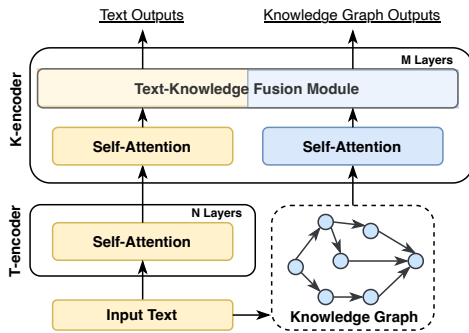 Text Outputs
Knowledge Graph Outputs
M Layers
K-encoder
Text-Knowledge Fusion Module
Self-Attention
Self-Attention
N Layers
T-encoder
Self-Attention
Input Text
Knowledge Graph